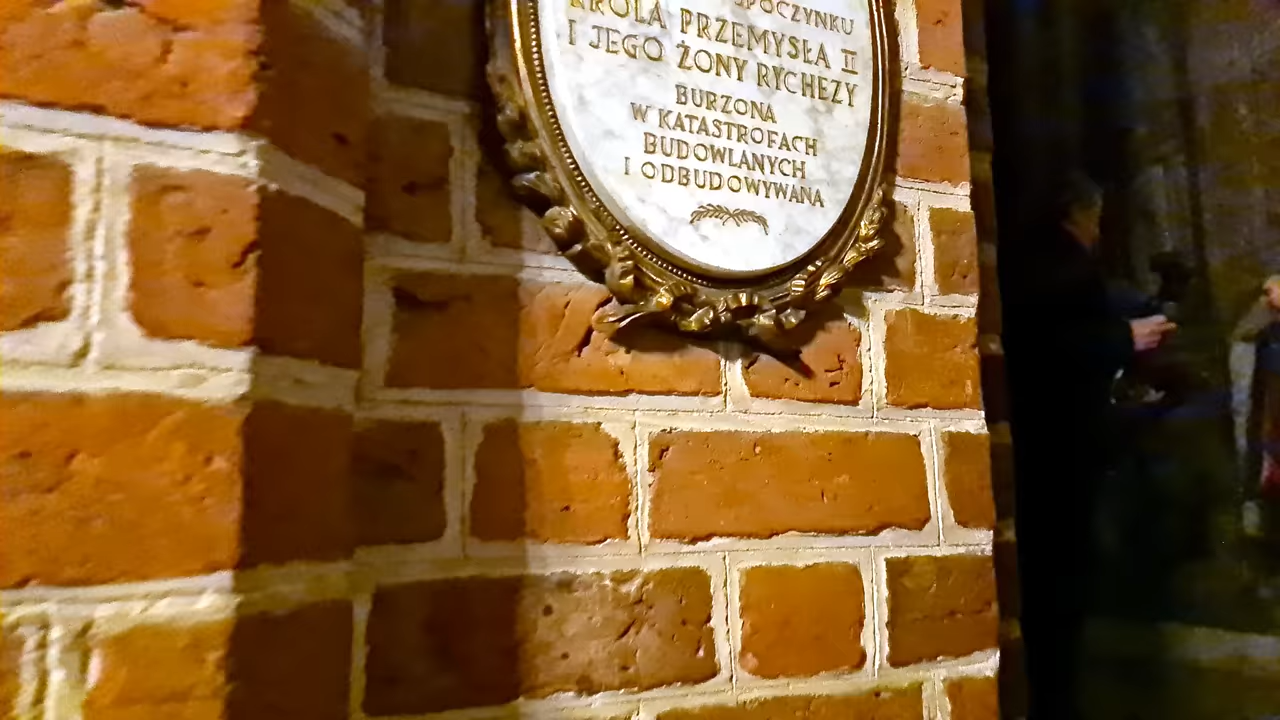 SPOCZYNKU
KRÓLA PRZEMYSŁA II
I JEGO ŻONY RYCHEZY
BURZONA
W KATASTROFACH
BUDOWLANYCH
I ODBUDOWYWANA